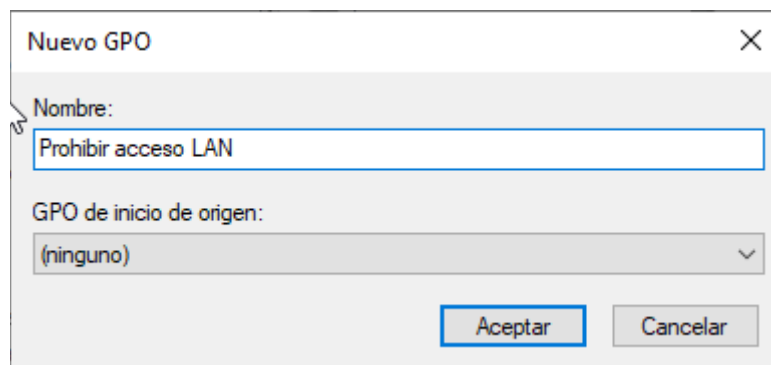 Nuevo GPO
Nombre:
Prohibir acceso LAN
GPO de inicio de origen:
(ninguno)
Aceptar
Cancelar